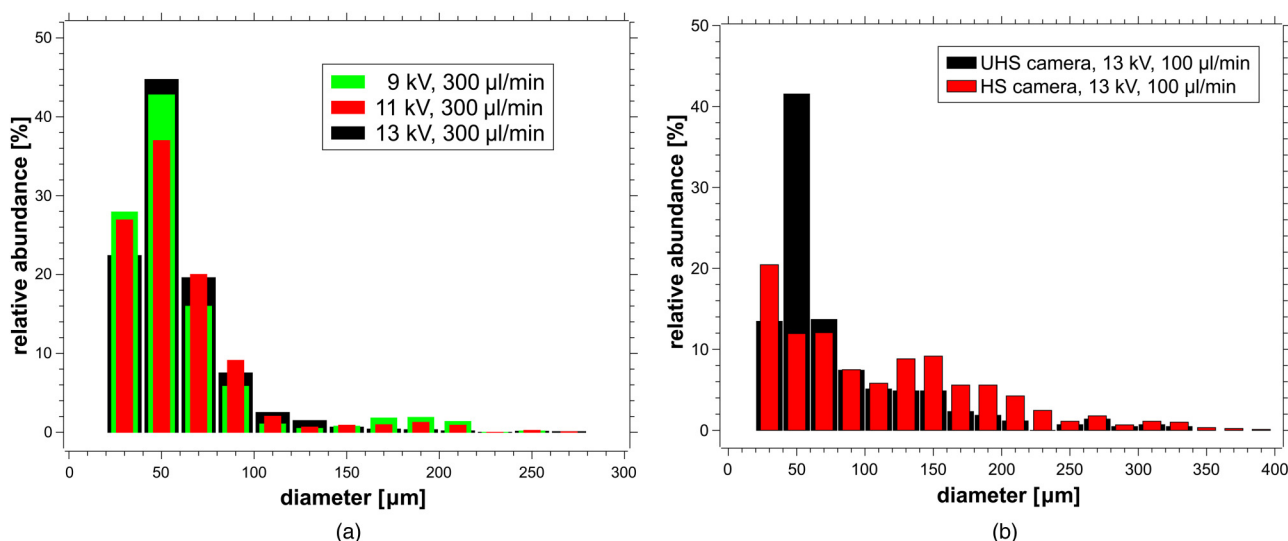 50
40
30
20
10
0
relative abundance [%]
9 kV, 300 µl/min
11 kV, 300 µl/min
13 kV, 300 µl/min
0 50 100 150 200 250 300
diameter [µm]
(a)
50
40
30
20
10
0
relative abundance [%]
UHS camera, 13 kV, 100 µl/min
HS camera, 13 kV, 100 µl/min
0 50 100 150 200 250 300 350 400
diameter [µm]
(b)